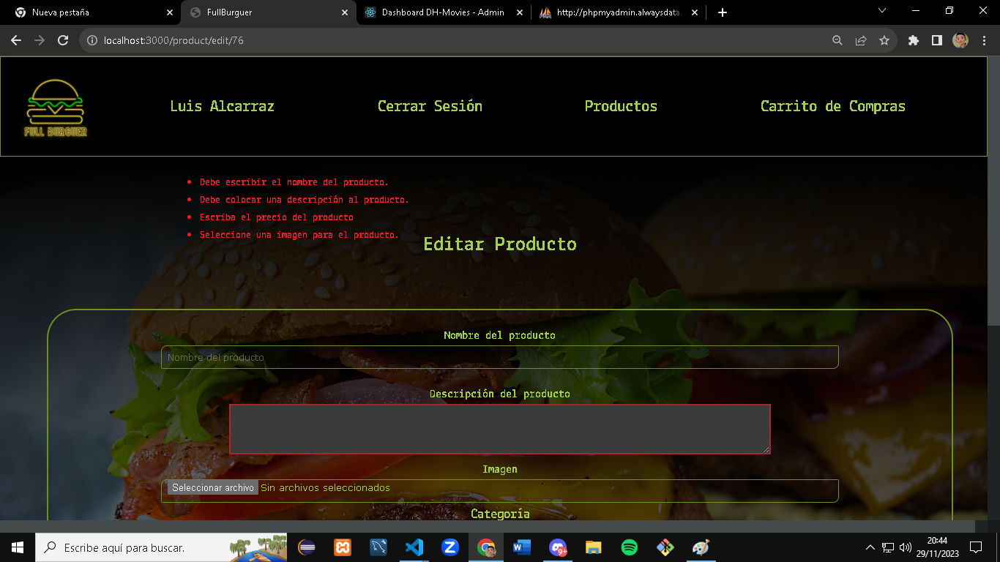 Nueva pestaña
FullBurguer
Dashboard DH-Movies - Admin
http://phpmyadmin.alwaysdata.
localhost:3000/product/edit/76
FULL BURGUER
Luis Alcarraz
Cerrar Sesión
Productos
Carrito de Compras
Debe escribir el nombre del producto.
Debe colocar una descripción al producto.
Escriba el precio del producto
Seleccione una imagen para el producto.
Editar Producto
Nombre del producto
Nombre del producto
Descripción del producto
Imagen
Seleccionar archivo Sin archivos seleccionados
Categoría
Escribe aquí para buscar.
9+
20:44
29/11/2023